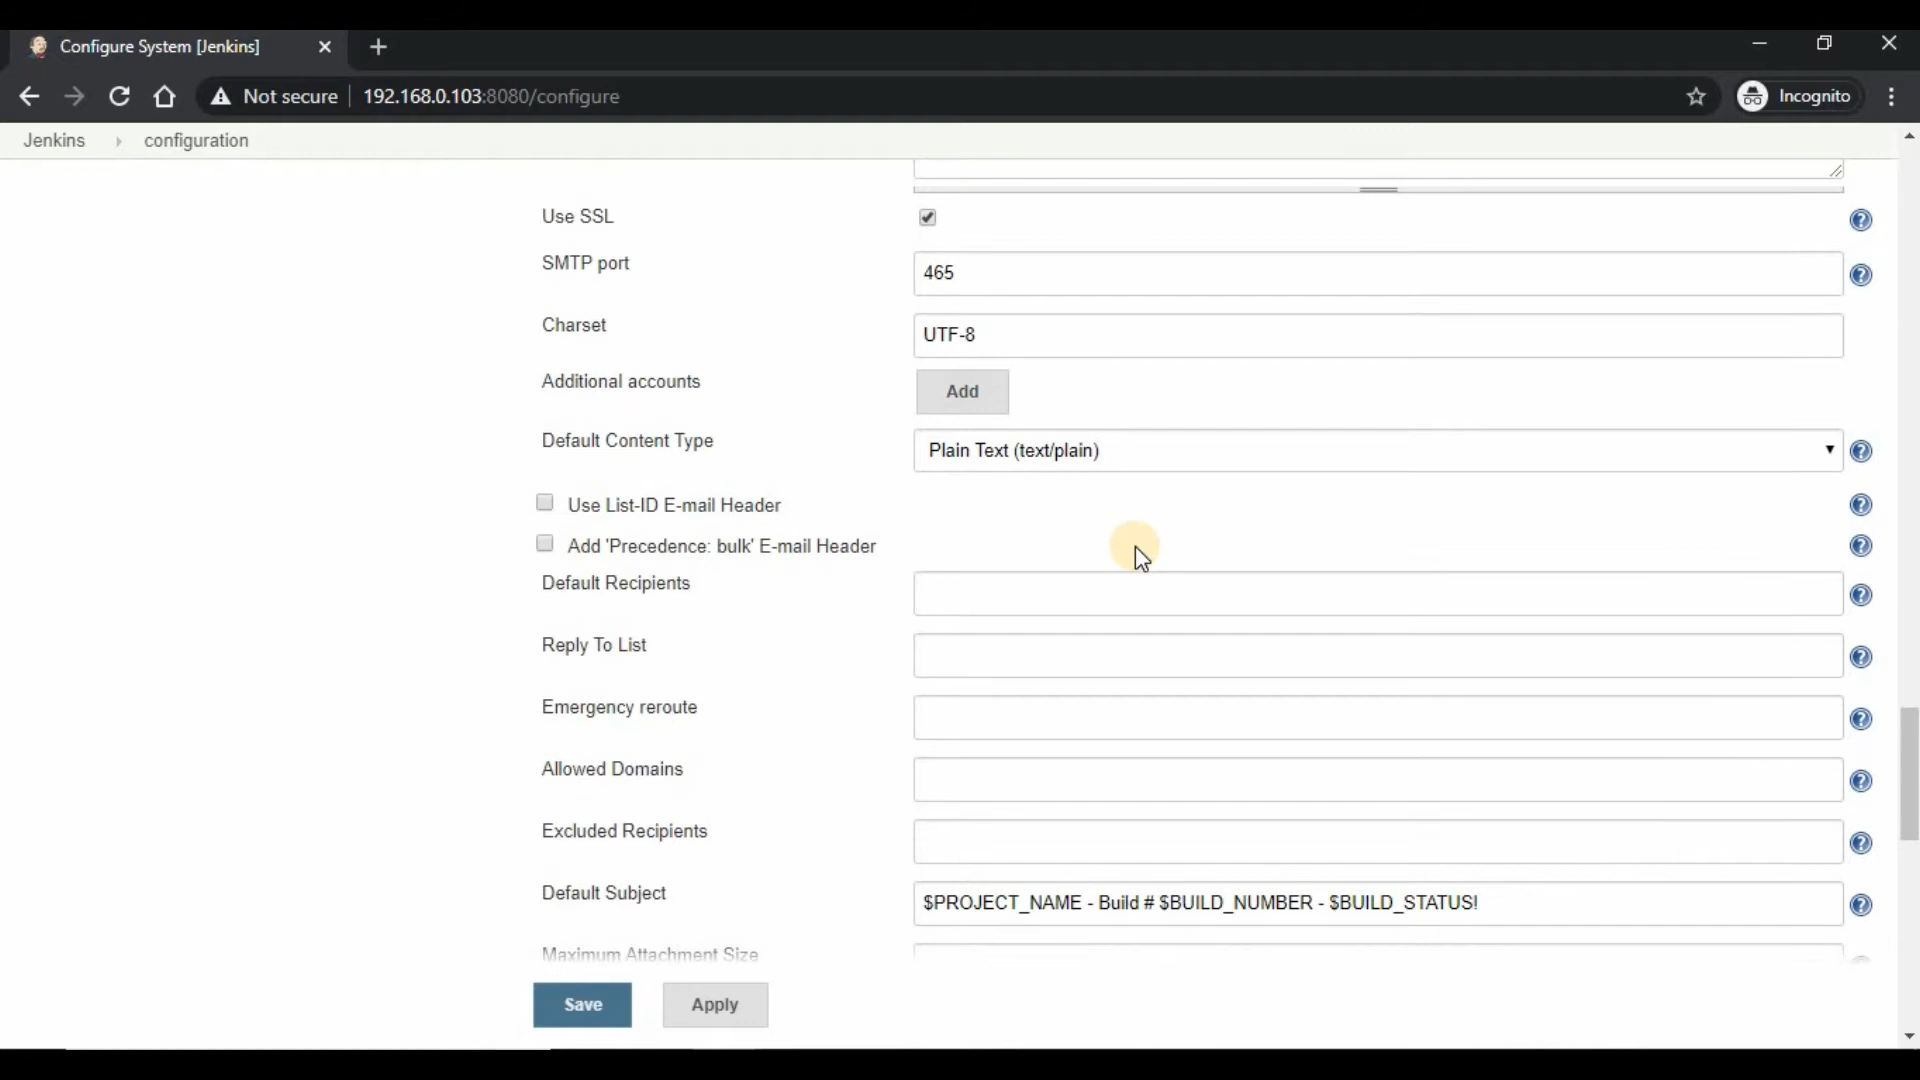 Configure System [Jenkins]
Not secure 192.168.0.103:8080/configure Incognito
Jenkins configuration
Use SSL
SMTP port 465
Charset UTF-8
Additional accounts Add
Default Content Type Plain Text (text/plain)
Use List-ID E-mail Header
Add 'Precedence: bulk' E-mail Header
Default Recipients
Reply To List
Emergency reroute
Allowed Domains
Excluded Recipients
Default Subject $PROJECT_NAME - Build # $BUILD_NUMBER - $BUILD_STATUS!
Maximum Attachment Size
Save Apply